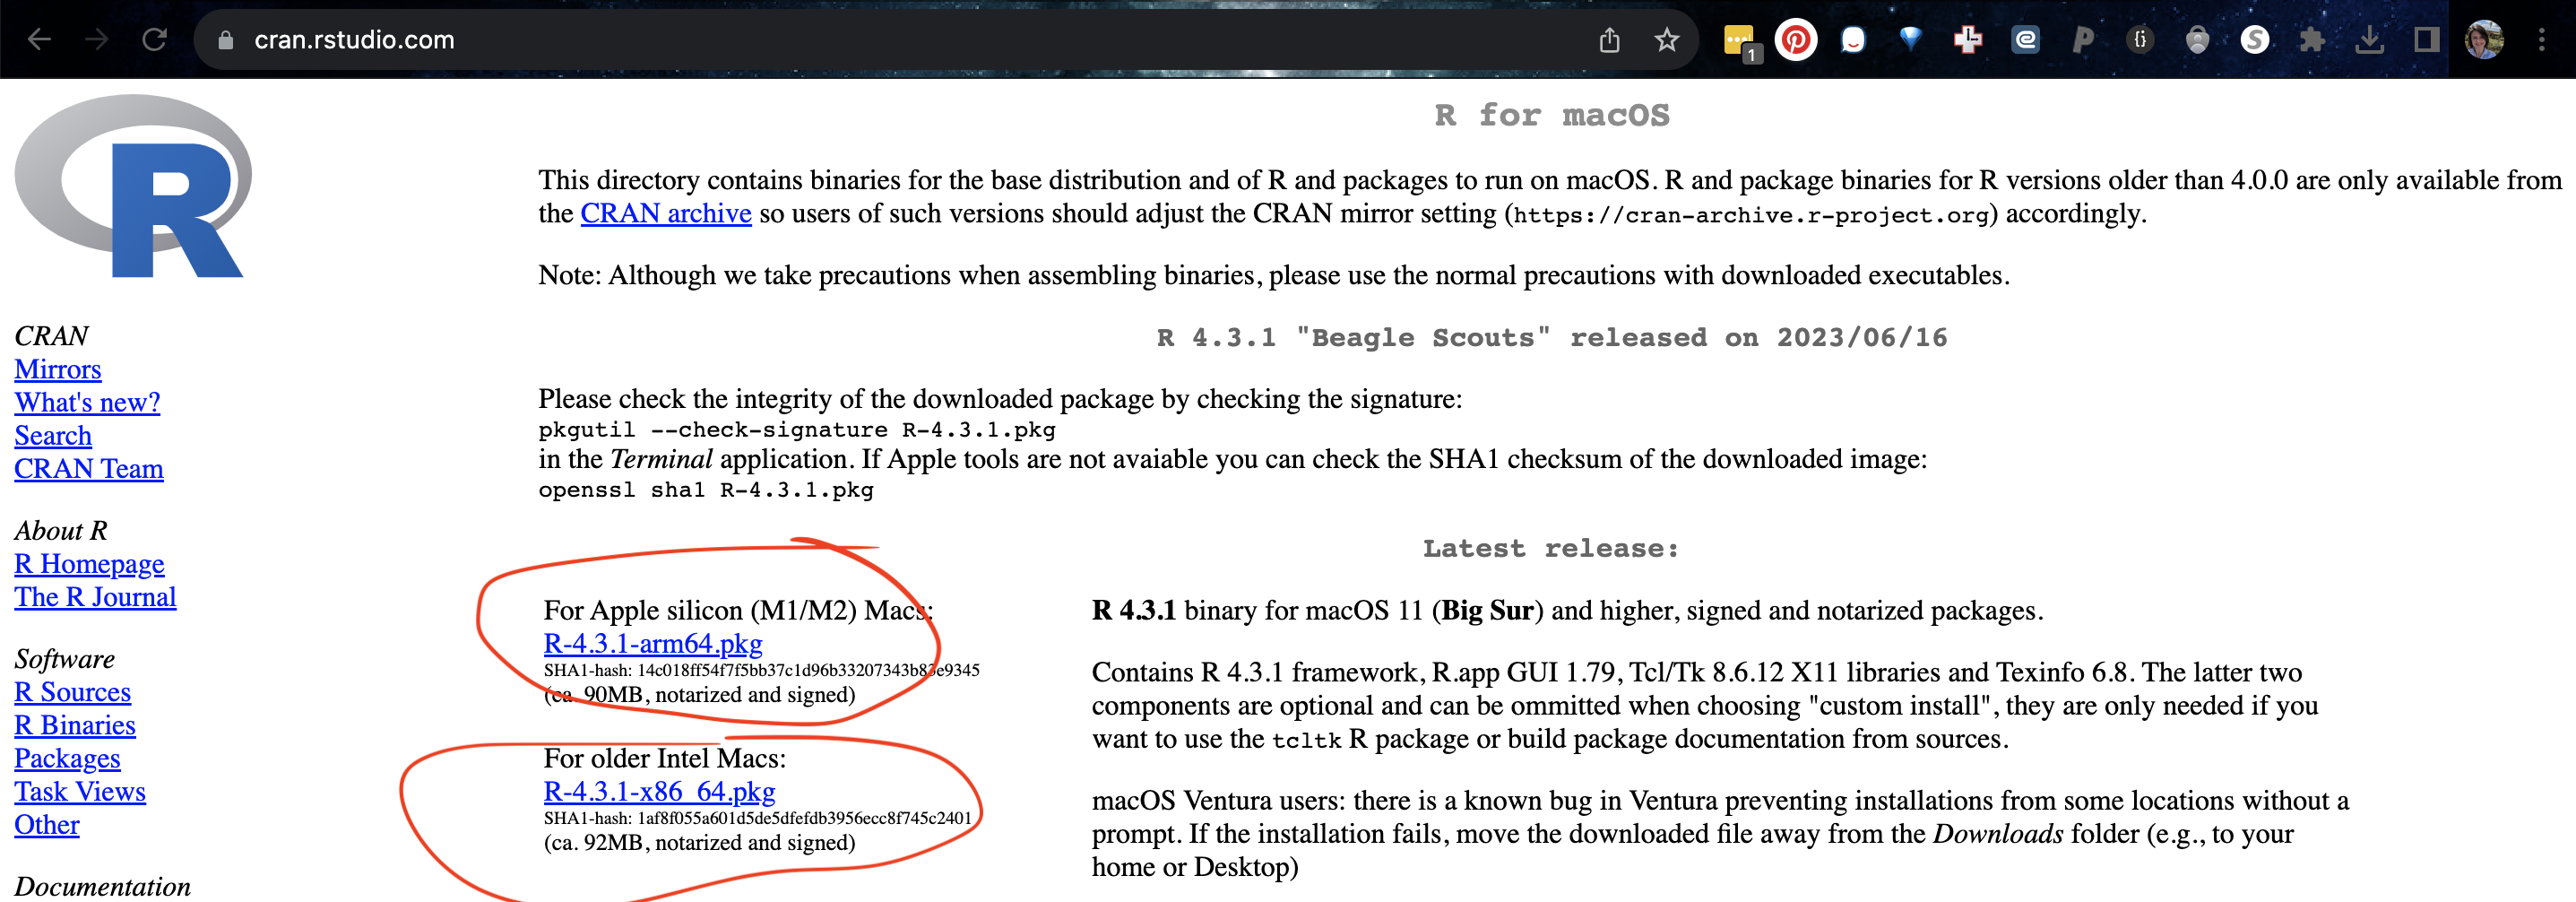 cran.rstudio.com
1
R
R for macOS
This directory contains binaries for the base distribution and of R and packages to run on macOS. R and package binaries for R versions older than 4.0.0 are only available from
the CRAN archive so users of such versions should adjust the CRAN mirror setting (https://cran-archive.r-project.org) accordingly.
Note: Although we take precautions when assembling binaries, please use the normal precautions with downloaded executables.
R 4.3.1 "Beagle Scouts" released on 2023/06/16
Please check the integrity of the downloaded package by checking the signature:
pkgutil --check-signature R-4.3.1.pkg
in the Terminal application. If Apple tools are not avaiable you can check the SHA1 checksum of the downloaded image:
openssl sha1 R-4.3.1.pkg
Latest release:
For Apple silicon (M1/M2) Macs:
R-4.3.1-arm64.pkg
SHA1-hash: 14c018ff54f7f5bb37c1d96b33207343b83e9345
(ca. 90MB, notarized and signed)
For older Intel Macs:
R-4.3.1-x86_64.pkg
SHA1-hash: 1af8f055a601d5de5dfefdb3956ecc8f745c2401
(ca. 92MB, notarized and signed)
R 4.3.1 binary for macOS 11 (Big Sur) and higher, signed and notarized packages.
Contains R 4.3.1 framework, R.app GUI 1.79, Tcl/Tk 8.6.12 X11 libraries and Texinfo 6.8. The latter two
components are optional and can be ommitted when choosing "custom install", they are only needed if you
want to use the tcltk R package or build package documentation from sources.
macOS Ventura users: there is a known bug in Ventura preventing installations from some locations without a
prompt. If the installation fails, move the downloaded file away from the Downloads folder (e.g., to your
home or Desktop)
CRAN
Mirrors
What's new?
Search
CRAN Team
About R
R Homepage
The R Journal
Software
R Sources
R Binaries
Packages
Task Views
Other
Documentation